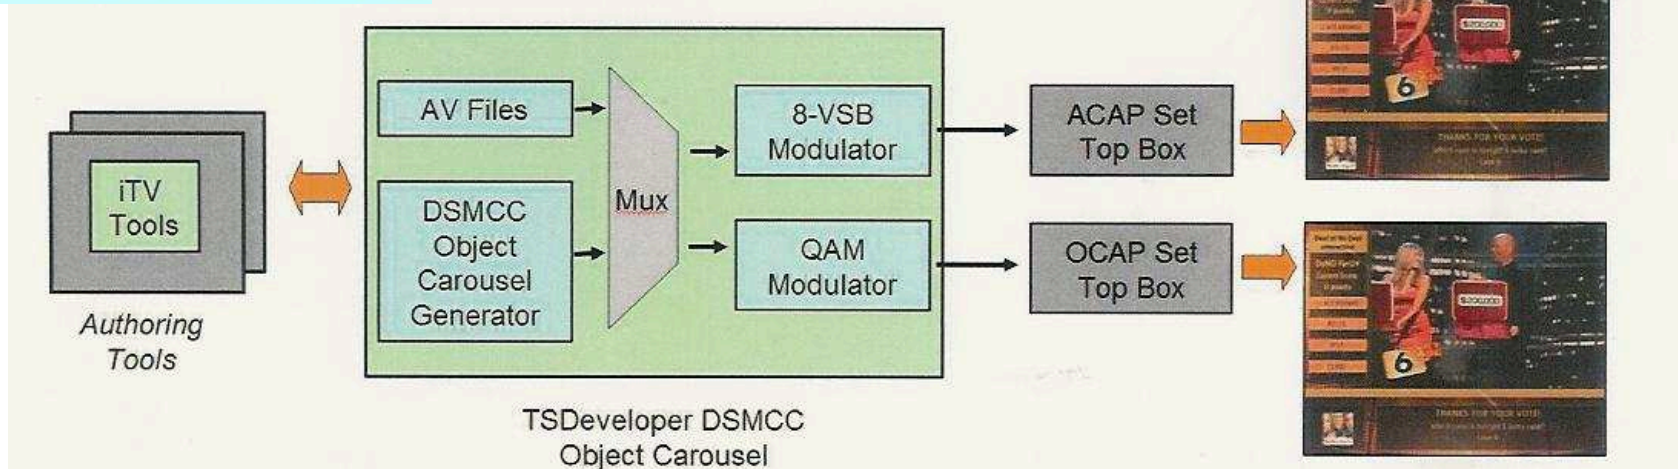 iTV
Tools
Authoring
Tools
AV Files
DSMCC
Object
Carousel
Generator
Mux
8-VSB
Modulator
QAM
Modulator
TSDeveloper DSMCC
Object Carousel
ACAP Set
Top Box
OCAP Set
Top Box
$200,000
6
THANKS FOR YOUR VOTE!
$200,000
6
THANKS FOR YOUR VOTE!